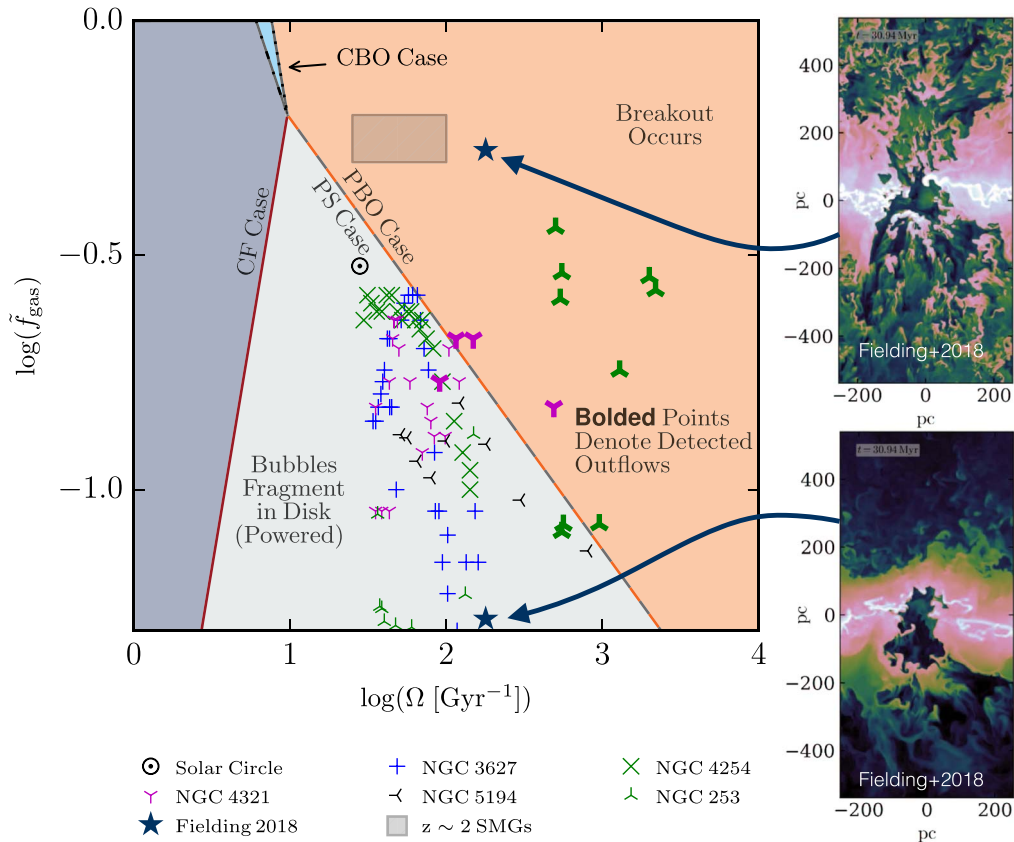 0.0
−0.5
−1.0
log(f̃gas)
0
1
2
3
4
log(Ω [Gyr⁻¹])
CBO Case
Breakout
Occurs
PBO Case
PS Case
CF Case
Bolded Points
Denote Detected
Outflows
Bubbles
Fragment
in Disk
(Powered)
Solar Circle
NGC 4321
Fielding 2018
NGC 3627
NGC 5194
z ∼ 2 SMGs
NGC 4254
NGC 253
t = 30.94 Myr
400
200
0
−200
−400
pc
Fielding+2018
−200
0
200
pc
t = 30.94 Myr
400
200
0
−200
−400
pc
Fielding+2018
−200
0
200
pc